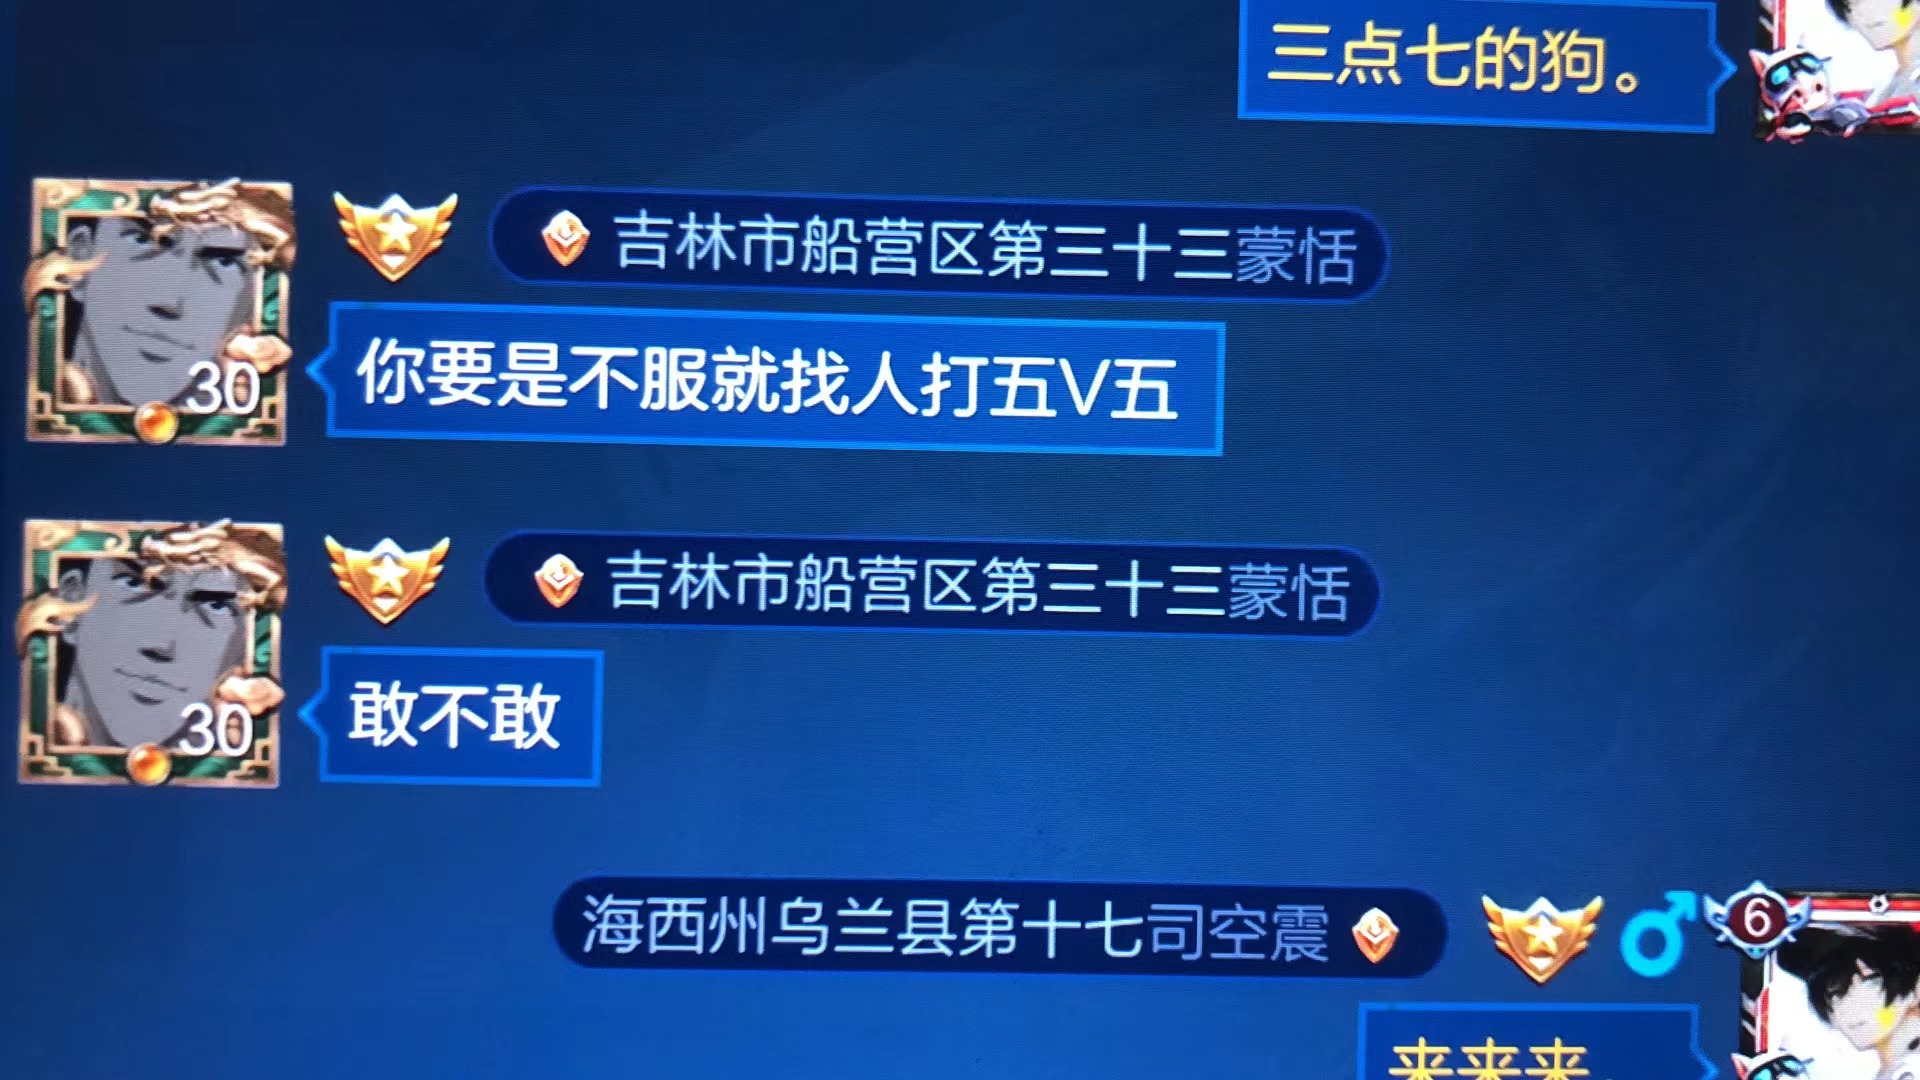 三点七的狗。
吉林市船营区第三十三蒙恬
你要是不服就找人打五V五
30
吉林市船营区第三十三蒙恬
敢不敢
30
海西州乌兰县第十七司空震
6
来来来。